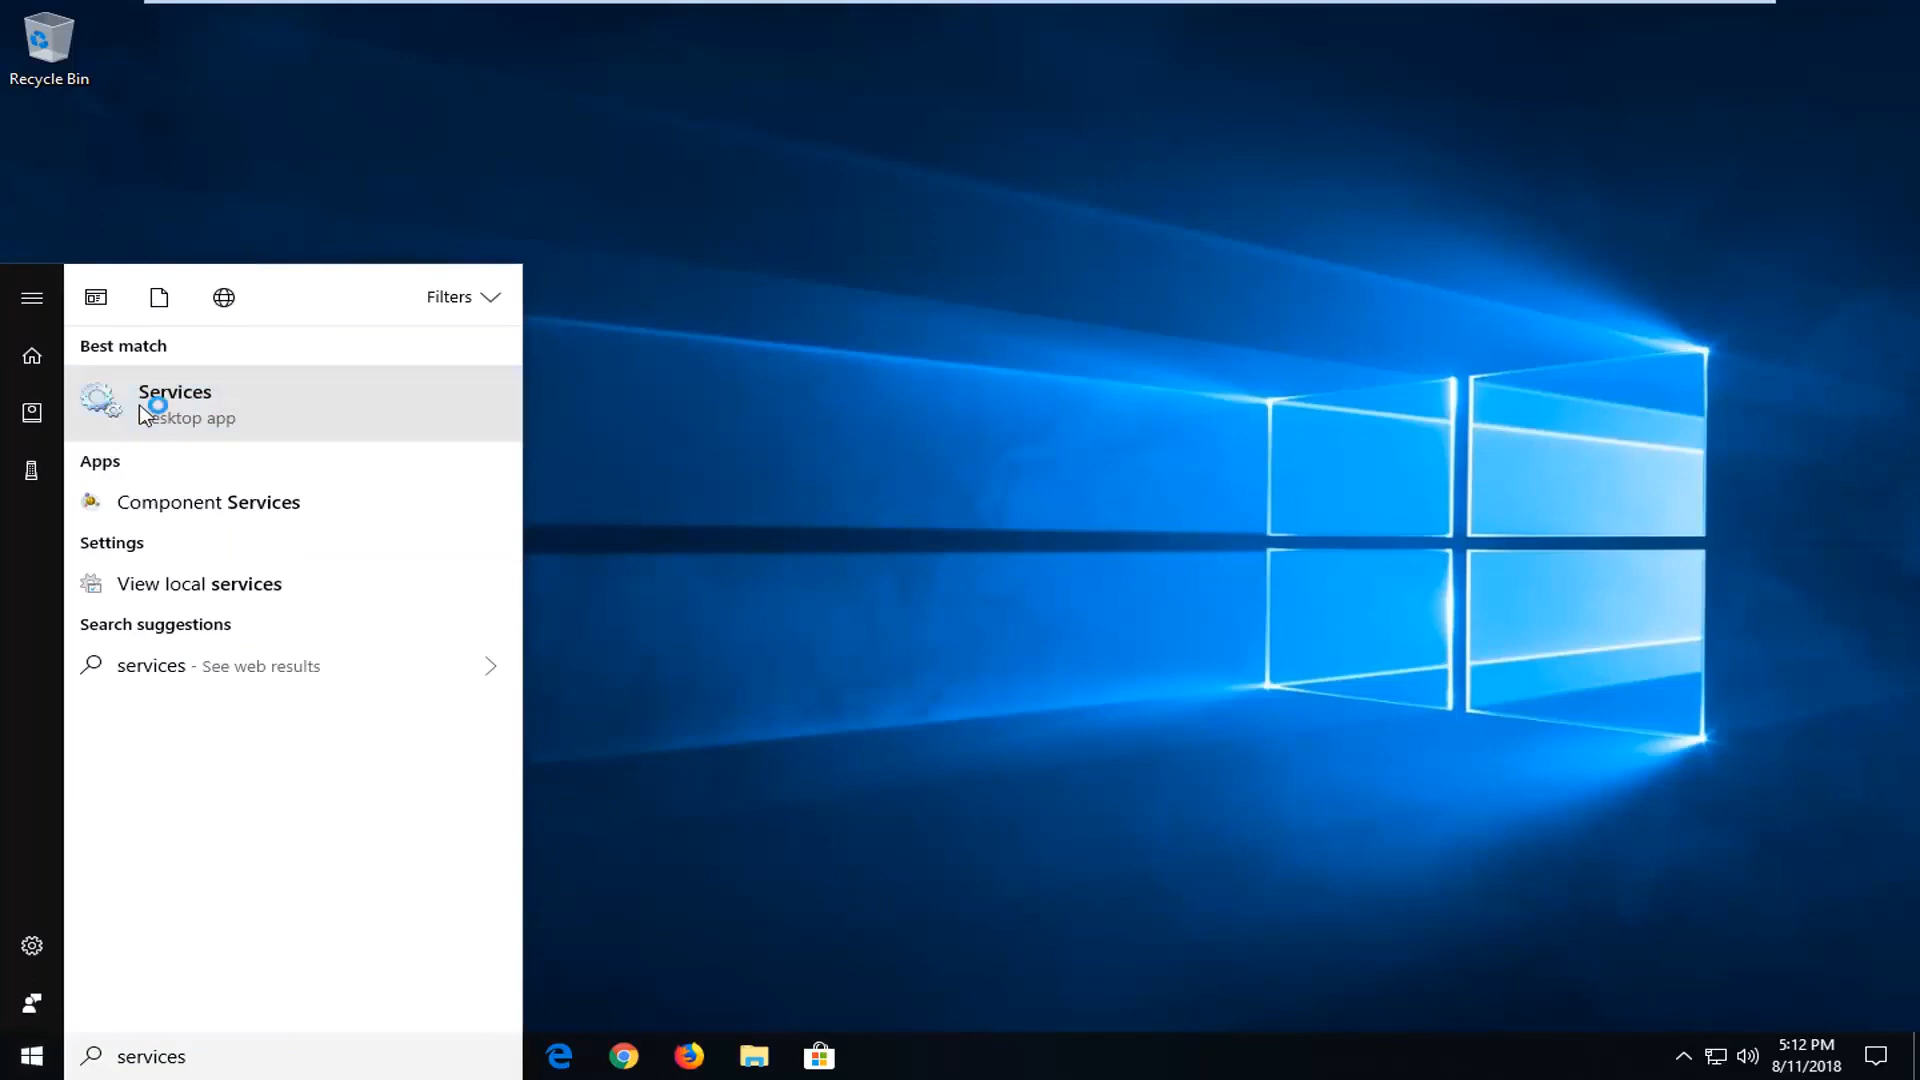 Recycle Bin
Filters
Best match
Services
Desktop app
Apps
Component Services
Settings
View local services
Search suggestions
services - See web results
services
5:12 PM
8/11/2018